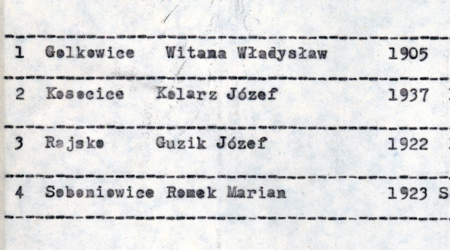 1 Golkowice Witama Władysław 1905
2 Kosocice Kolarz Józef 1937
3 Rajsko Guzik Józef 1922
4 Soboniowice Romek Marian 1923 S